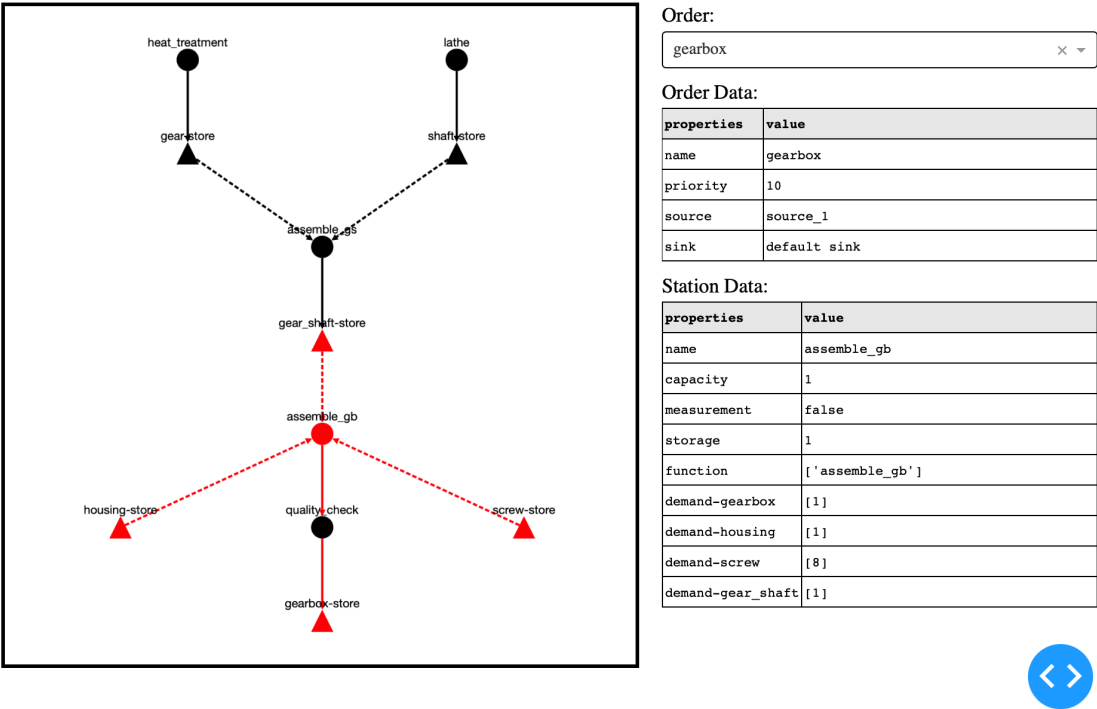 heat_treatment
lathe
gear-store
shaft-store
assemble_gs
gear_shaft-store
assemble_gb
housing-store
quality_check
screw-store
gearbox-store
Order:
gearbox
Order Data:
properties value
name gearbox
priority 10
source source_1
sink default sink
Station Data:
properties value
name assemble_gb
capacity 1
measurement false
storage 1
function ['assemble_gb']
demand-gearbox [1]
demand-housing [1]
demand-screw [8]
demand-gear_shaft [1]